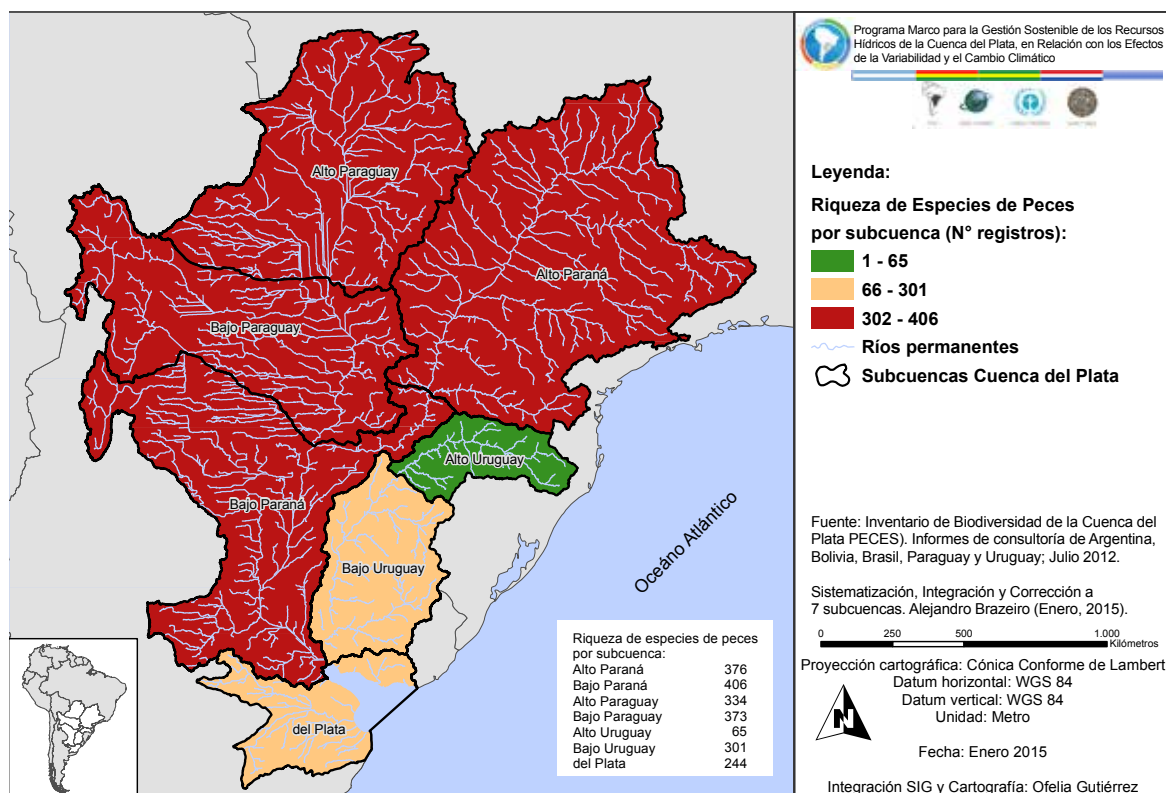 Programa Marco para la Gestión Sostenible de los Recursos
Hídricos de la Cuenca del Plata, en Relación con los Efectos
de la Variabilidad y el Cambio Climático
Leyenda:
Riqueza de Especies de Peces
por subcuenca (N° registros):
1 - 65
66 - 301
302 - 406
Ríos permanentes
Subcuencas Cuenca del Plata
Alto Paraguay
Alto Paraná
Bajo Paraguay
Alto Uruguay
Bajo Paraná
Bajo Uruguay
del Plata
Oceáno Atlántico
Riqueza de especies de peces
por subcuenca:
Alto Paraná 376
Bajo Paraná 406
Alto Paraguay 334
Bajo Paraguay 373
Alto Uruguay 65
Bajo Uruguay 301
del Plata 244
Fuente: Inventario de Biodiversidad de la Cuenca del
Plata PECES). Informes de consultoría de Argentina,
Bolivia, Brasil, Paraguay y Uruguay; Julio 2012.
Sistematización, Integración y Corrección a
7 subcuencas. Alejandro Brazeiro (Enero, 2015).
0 250 500 1.000
Kilómetros
Proyección cartográfica: Cónica Conforme de Lambert
Datum horizontal: WGS 84
Datum vertical: WGS 84
Unidad: Metro
N
Fecha: Enero 2015
Integración SIG y Cartografía: Ofelia Gutiérrez